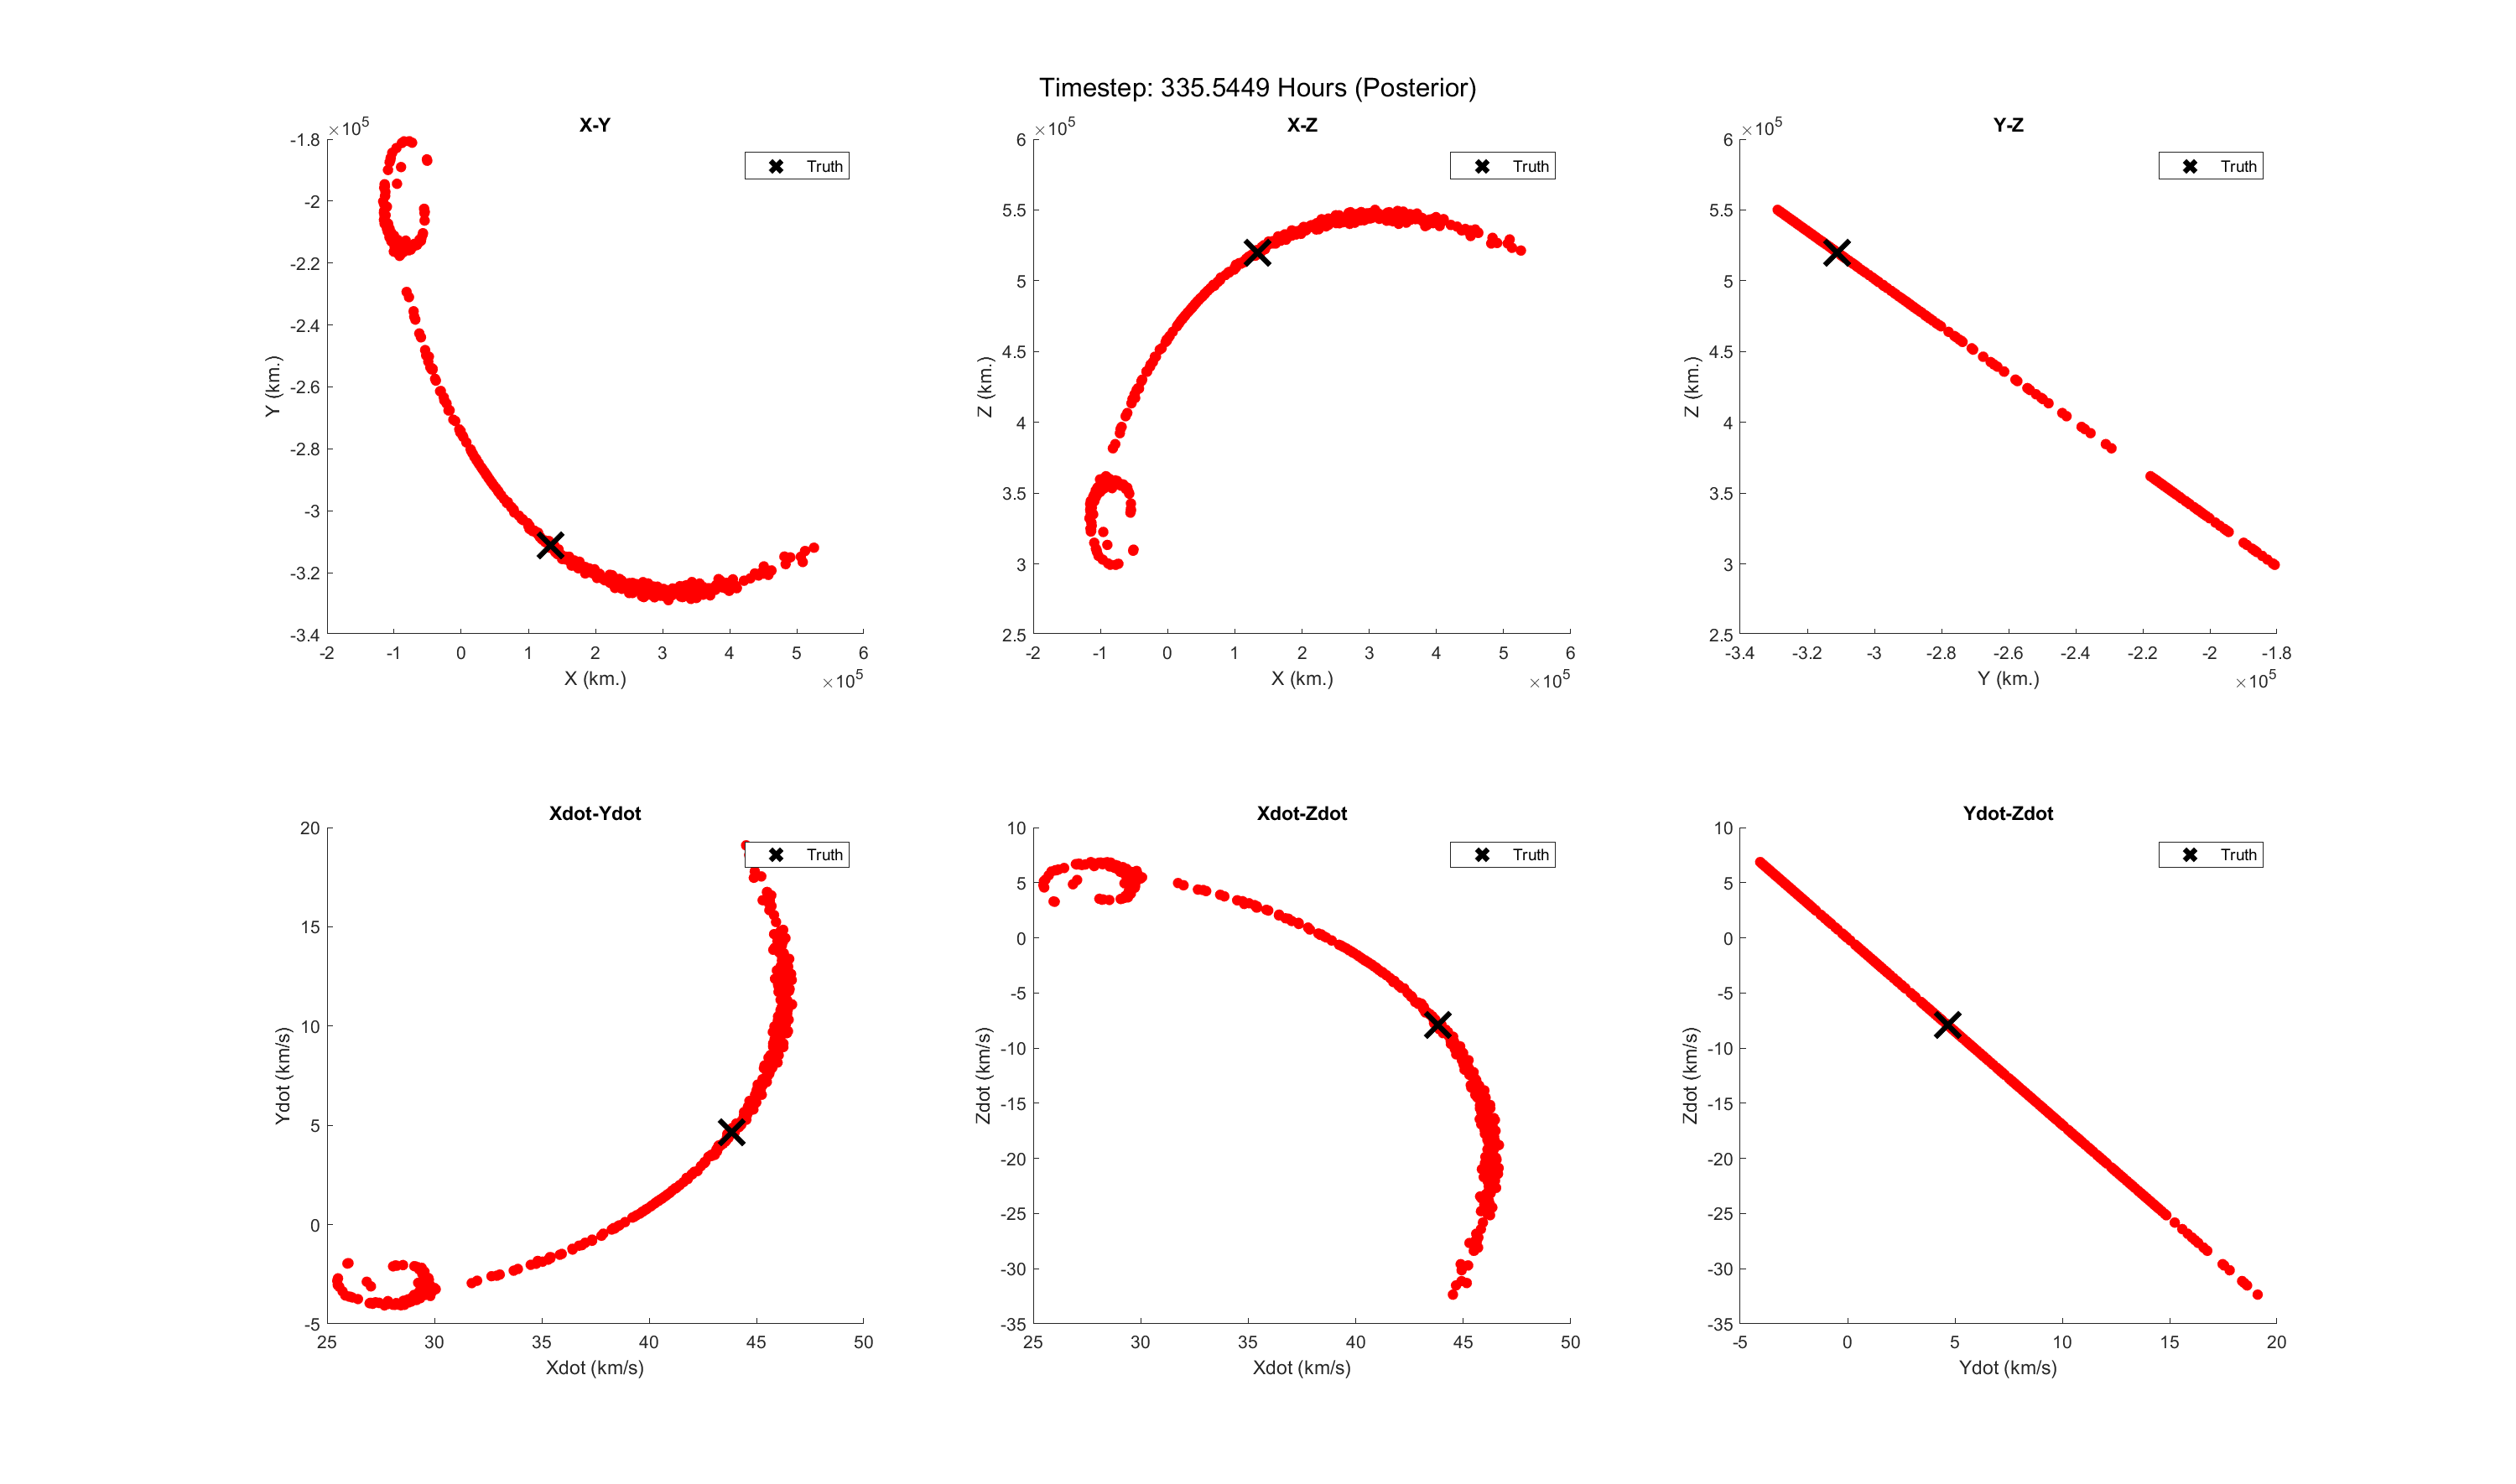 Timestep: 335.5449 Hours (Posterior)
X-Y
×10^5
Truth
-1.8
-2
-2.2
-2.4
-2.6
-2.8
-3
-3.2
-3.4
Y (km.)
-2 -1 0 1 2 3 4 5 6
X (km.)
×10^5
X-Z
×10^5
Truth
6
5.5
5
4.5
4
3.5
3
2.5
Z (km.)
-2 -1 0 1 2 3 4 5 6
X (km.)
×10^5
Y-Z
×10^5
Truth
6
5.5
5
4.5
4
3.5
3
2.5
Z (km.)
-3.4 -3.2 -3 -2.8 -2.6 -2.4 -2.2 -2 -1.8
Y (km.)
×10^5
Xdot-Ydot
Truth
20
15
10
5
0
-5
Ydot (km/s)
25 30 35 40 45 50
Xdot (km/s)
Xdot-Zdot
Truth
10
5
0
-5
-10
-15
-20
-25
-30
-35
Zdot (km/s)
25 30 35 40 45 50
Xdot (km/s)
Ydot-Zdot
Truth
10
5
0
-5
-10
-15
-20
-25
-30
-35
Zdot (km/s)
-5 0 5 10 15 20
Ydot (km/s)